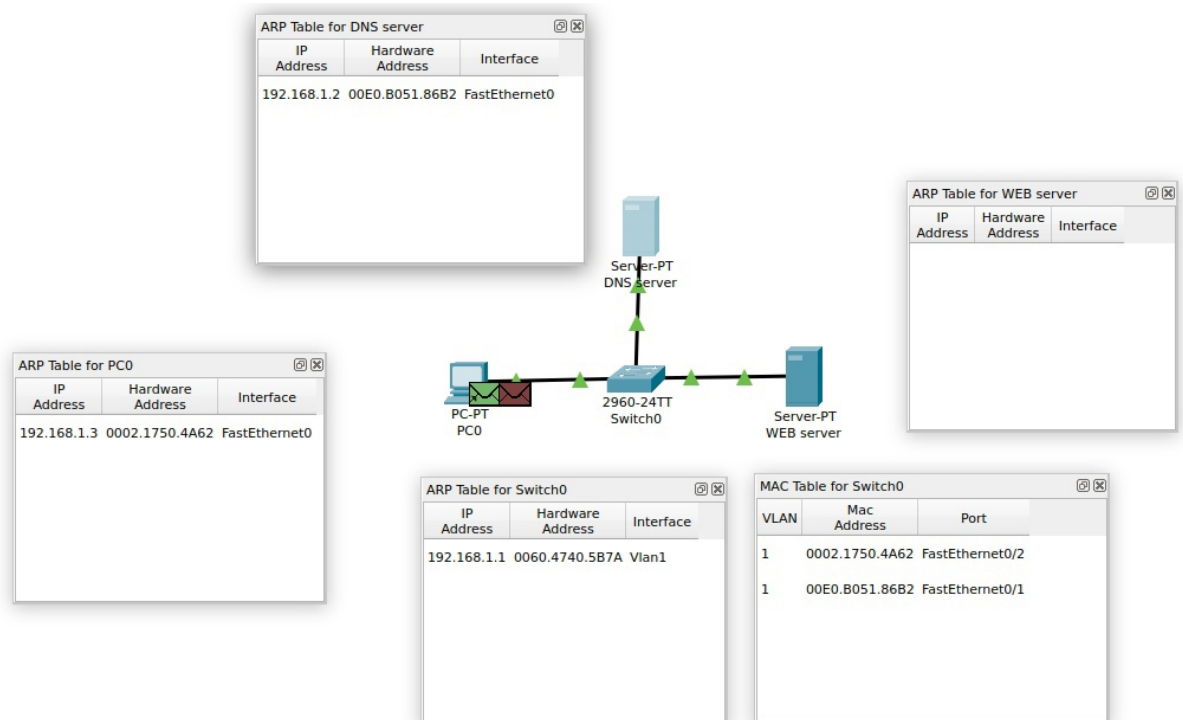 ARP Table for DNS server
IP Address Hardware Address Interface
192.168.1.2 00E0.B051.86B2 FastEthernet0
ARP Table for WEB server
IP Address Hardware Address Interface
Server-PT
DNS server
ARP Table for PC0
IP Address Hardware Address Interface
192.168.1.3 0002.1750.4A62 FastEthernet0
PC-PT
PC0
2960-24TT
Switch0
Server-PT
WEB server
ARP Table for Switch0
IP Address Hardware Address Interface
192.168.1.1 0060.4740.5B7A Vlan1
MAC Table for Switch0
VLAN Mac Address Port
1 0002.1750.4A62 FastEthernet0/2
1 00E0.B051.86B2 FastEthernet0/1